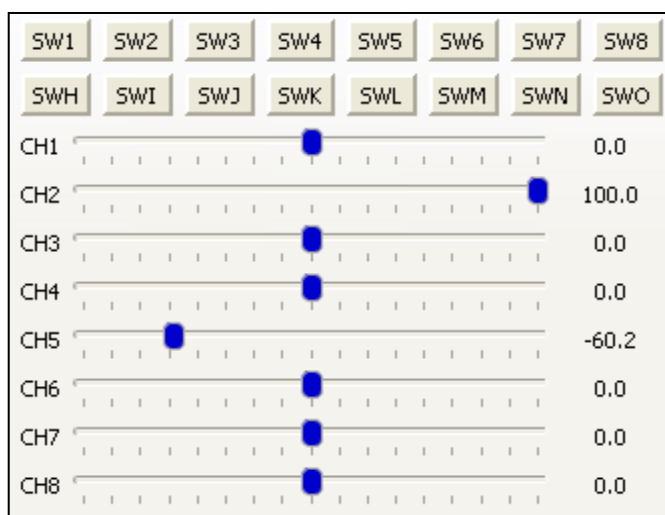 SW1 SW2 SW3 SW4 SW5 SW6 SW7 SW8
SWH SWI SWJ SWK SWL SWM SWN SWO
CH1 0.0
CH2 100.0
CH3 0.0
CH4 0.0
CH5 -60.2
CH6 0.0
CH7 0.0
CH8 0.0